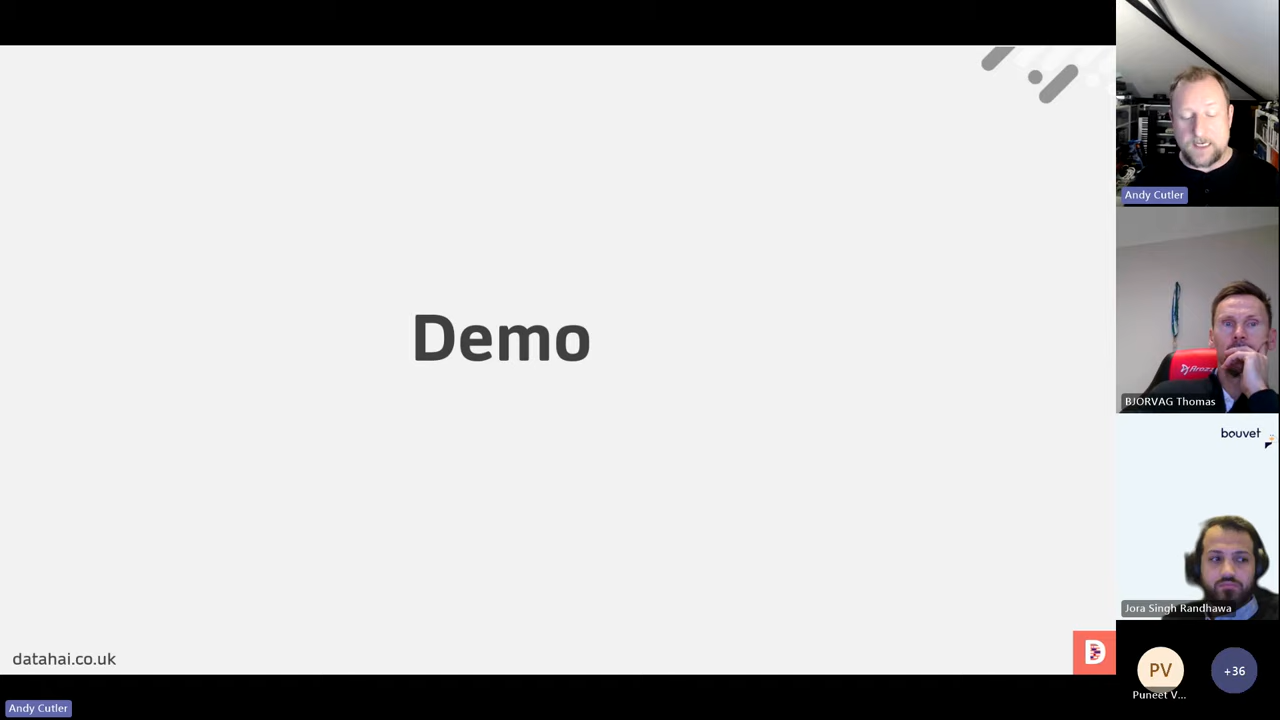 Demo
datahai.co.uk
D
Andy Cutler
Andy Cutler
BJORVAG Thomas
bouvet
Jora Singh Randhawa
PV
Puneet V...
+36